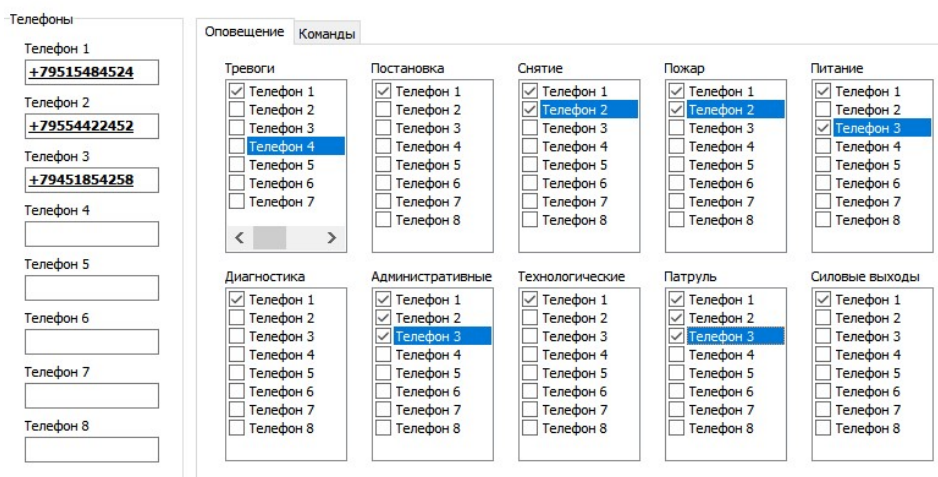 Телефоны
Телефон 1
+79515484524
Телефон 2
+79554422452
Телефон 3
+79451854258
Телефон 4
Телефон 5
Телефон 6
Телефон 7
Телефон 8
Оповещение Команды
Тревоги
Телефон 1
Телефон 2
Телефон 3
Телефон 4
Телефон 5
Телефон 6
Телефон 7
Постановка
Телефон 1
Телефон 2
Телефон 3
Телефон 4
Телефон 5
Телефон 6
Телефон 7
Телефон 8
Снятие
Телефон 1
Телефон 2
Телефон 3
Телефон 4
Телефон 5
Телефон 6
Телефон 7
Телефон 8
Пожар
Телефон 1
Телефон 2
Телефон 3
Телефон 4
Телефон 5
Телефон 6
Телефон 7
Телефон 8
Питание
Телефон 1
Телефон 2
Телефон 3
Телефон 4
Телефон 5
Телефон 6
Телефон 7
Телефон 8
Диагностика
Телефон 1
Телефон 2
Телефон 3
Телефон 4
Телефон 5
Телефон 6
Телефон 7
Телефон 8
Административные
Телефон 1
Телефон 2
Телефон 3
Телефон 4
Телефон 5
Телефон 6
Телефон 7
Телефон 8
Технологические
Телефон 1
Телефон 2
Телефон 3
Телефон 4
Телефон 5
Телефон 6
Телефон 7
Телефон 8
Патруль
Телефон 1
Телефон 2
Телефон 3
Телефон 4
Телефон 5
Телефон 6
Телефон 7
Телефон 8
Силовые выходы
Телефон 1
Телефон 2
Телефон 3
Телефон 4
Телефон 5
Телефон 6
Телефон 7
Телефон 8